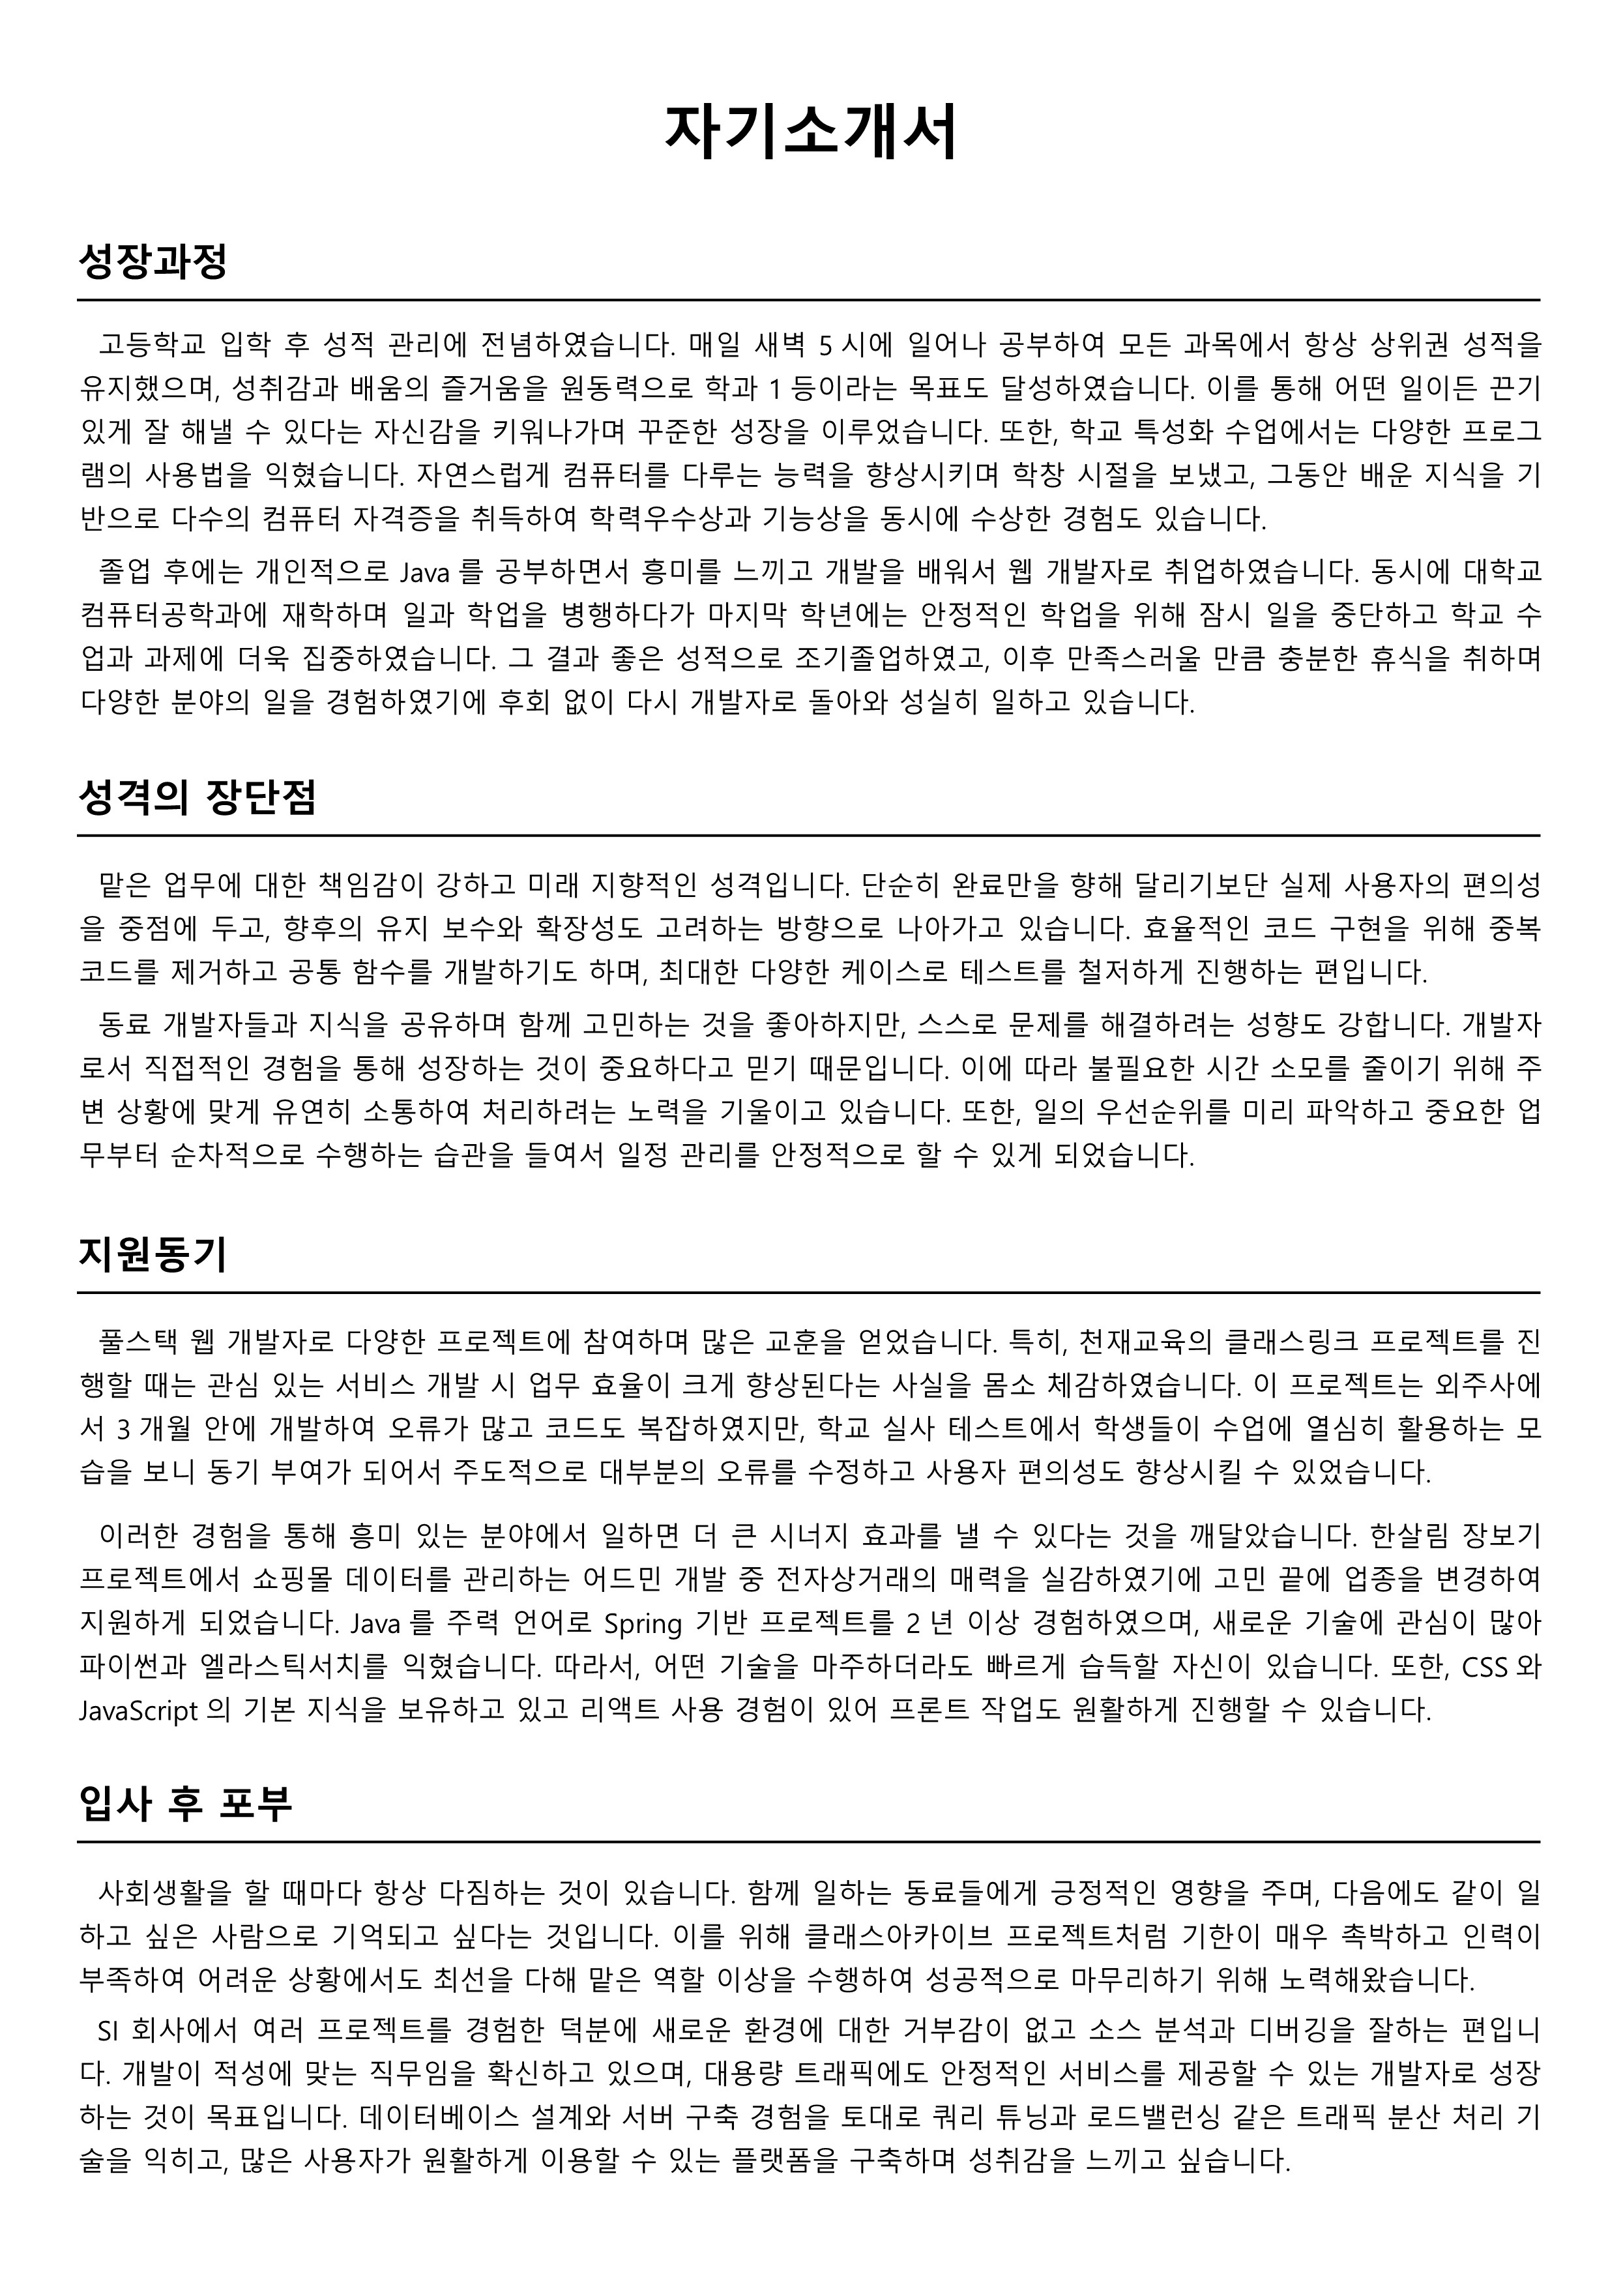 자기소개서
성장과정
고등학교 입학 후 성적 관리에 전념하였습니다. 매일 새벽 5시에 일어나 공부하여 모든 과목에서 항상 상위권 성적을
유지했으며, 성취감과 배움의 즐거움을 원동력으로 학과 1등이라는 목표도 달성하였습니다. 이를 통해 어떤 일이든 끈기
있게 잘 해낼 수 있다는 자신감을 키워나가며 꾸준한 성장을 이루었습니다. 또한, 학교 특성화 수업에서는 다양한 프로그
램의 사용법을 익혔습니다. 자연스럽게 컴퓨터를 다루는 능력을 향상시키며 학창 시절을 보냈고, 그동안 배운 지식을 기
반으로 다수의 컴퓨터 자격증을 취득하여 학력우수상과 기능상을 동시에 수상한 경험도 있습니다.
졸업 후에는 개인적으로 Java를 공부하면서 흥미를 느끼고 개발을 배워서 웹 개발자로 취업하였습니다. 동시에 대학교
컴퓨터공학과에 재학하며 일과 학업을 병행하다가 마지막 학년에는 안정적인 학업을 위해 잠시 일을 중단하고 학교 수
업과 과제에 더욱 집중하였습니다. 그 결과 좋은 성적으로 조기졸업하였고, 이후 만족스러울 만큼 충분한 휴식을 취하며
다양한 분야의 일을 경험하였기에 후회 없이 다시 개발자로 돌아와 성실히 일하고 있습니다.
성격의 장단점
맡은 업무에 대한 책임감이 강하고 미래 지향적인 성격입니다. 단순히 완료만을 향해 달리기보단 실제 사용자의 편의성
을 중점에 두고, 향후의 유지 보수와 확장성도 고려하는 방향으로 나아가고 있습니다. 효율적인 코드 구현을 위해 중복
코드를 제거하고 공통 함수를 개발하기도 하며, 최대한 다양한 케이스로 테스트를 철저하게 진행하는 편입니다.
동료 개발자들과 지식을 공유하며 함께 고민하는 것을 좋아하지만, 스스로 문제를 해결하려는 성향도 강합니다. 개발자
로서 직접적인 경험을 통해 성장하는 것이 중요하다고 믿기 때문입니다. 이에 따라 불필요한 시간 소모를 줄이기 위해 주
변 상황에 맞게 유연히 소통하여 처리하려는 노력을 기울이고 있습니다. 또한, 일의 우선순위를 미리 파악하고 중요한 업
무부터 순차적으로 수행하는 습관을 들여서 일정 관리를 안정적으로 할 수 있게 되었습니다.
지원동기
풀스택 웹 개발자로 다양한 프로젝트에 참여하며 많은 교훈을 얻었습니다. 특히, 천재교육의 클래스링크 프로젝트를 진
행할 때는 관심 있는 서비스 개발 시 업무 효율이 크게 향상된다는 사실을 몸소 체감하였습니다. 이 프로젝트는 외주사에
서 3개월 안에 개발하여 오류가 많고 코드도 복잡하였지만, 학교 실사 테스트에서 학생들이 수업에 열심히 활용하는 모
습을 보니 동기 부여가 되어서 주도적으로 대부분의 오류를 수정하고 사용자 편의성도 향상시킬 수 있었습니다.
이러한 경험을 통해 흥미 있는 분야에서 일하면 더 큰 시너지 효과를 낼 수 있다는 것을 깨달았습니다. 한살림 장보기
프로젝트에서 쇼핑몰 데이터를 관리하는 어드민 개발 중 전자상거래의 매력을 실감하였기에 고민 끝에 업종을 변경하여
지원하게 되었습니다. Java를 주력 언어로 Spring 기반 프로젝트를 2년 이상 경험하였으며, 새로운 기술에 관심이 많아
파이썬과 엘라스틱서치를 익혔습니다. 따라서, 어떤 기술을 마주하더라도 빠르게 습득할 자신이 있습니다. 또한, CSS와
JavaScript의 기본 지식을 보유하고 있고 리액트 사용 경험이 있어 프론트 작업도 원활하게 진행할 수 있습니다.
입사 후 포부
사회생활을 할 때마다 항상 다짐하는 것이 있습니다. 함께 일하는 동료들에게 긍정적인 영향을 주며, 다음에도 같이 일
하고 싶은 사람으로 기억되고 싶다는 것입니다. 이를 위해 클래스아카이브 프로젝트처럼 기한이 매우 촉박하고 인력이
부족하여 어려운 상황에서도 최선을 다해 맡은 역할 이상을 수행하여 성공적으로 마무리하기 위해 노력해왔습니다.
SI 회사에서 여러 프로젝트를 경험한 덕분에 새로운 환경에 대한 거부감이 없고 소스 분석과 디버깅을 잘하는 편입니
다. 개발이 적성에 맞는 직무임을 확신하고 있으며, 대용량 트래픽에도 안정적인 서비스를 제공할 수 있는 개발자로 성장
하는 것이 목표입니다. 데이터베이스 설계와 서버 구축 경험을 토대로 쿼리 튜닝과 로드밸런싱 같은 트래픽 분산 처리 기
술을 익히고, 많은 사용자가 원활하게 이용할 수 있는 플랫폼을 구축하며 성취감을 느끼고 싶습니다.